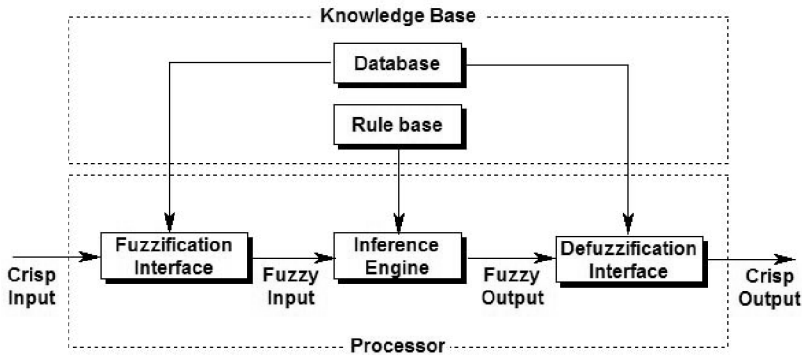 Knowledge Base
Database
Rule base
Fuzzification
Interface
Inference
Engine
Defuzzification
Interface
Crisp
Input
Fuzzy
Input
Fuzzy
Output
Crisp
Output
Processor